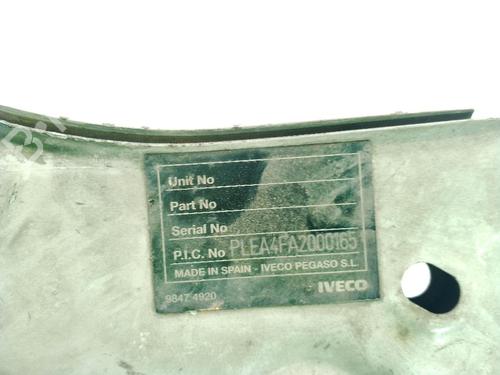 Unit No
Part No
Serial No
P.I.C. No PLEA4FA2000165
MADE IN SPAIN - IVECO PEGASO S.L.
9847 4920 IVECO